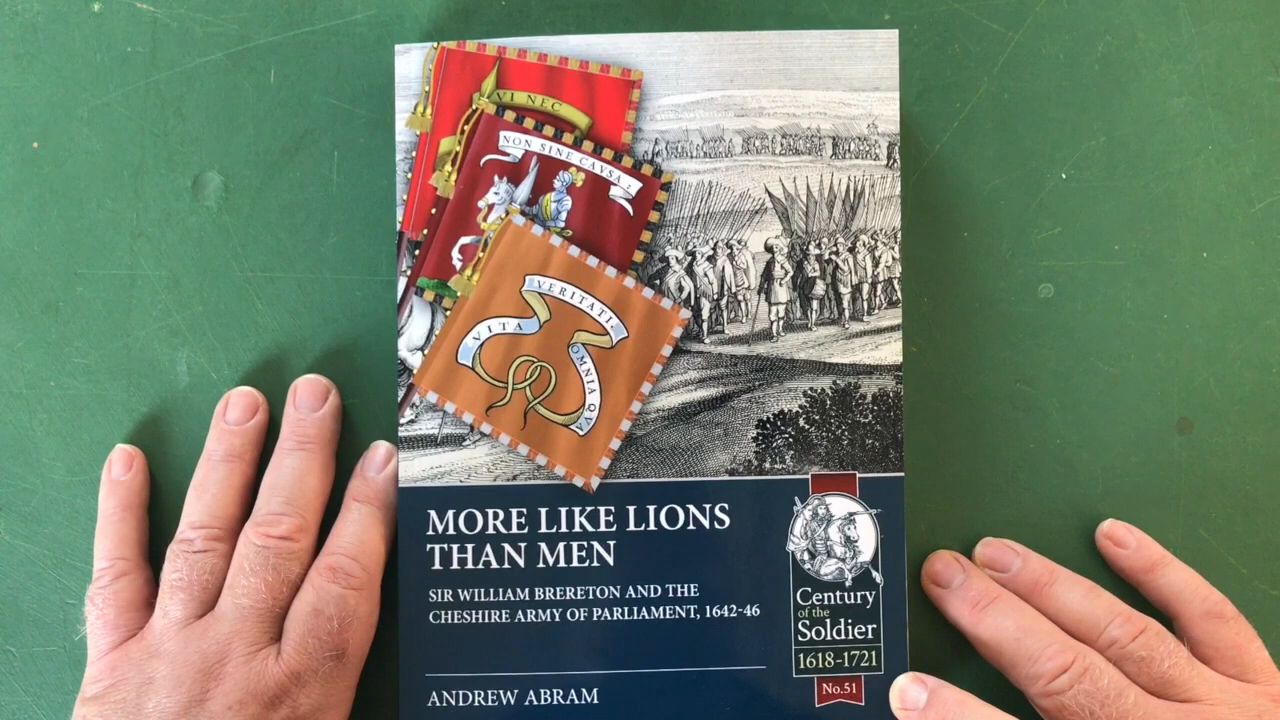 VI NEC
NON SINE CAVSA :
VERITATI.
VITA
OMNIA QVA
MORE LIKE LIONS
THAN MEN
SIR WILLIAM BRERETON AND THE
CHESHIRE ARMY OF PARLIAMENT, 1642-46
ANDREW ABRAM
Century
of the
Soldier
1618-1721
No.51